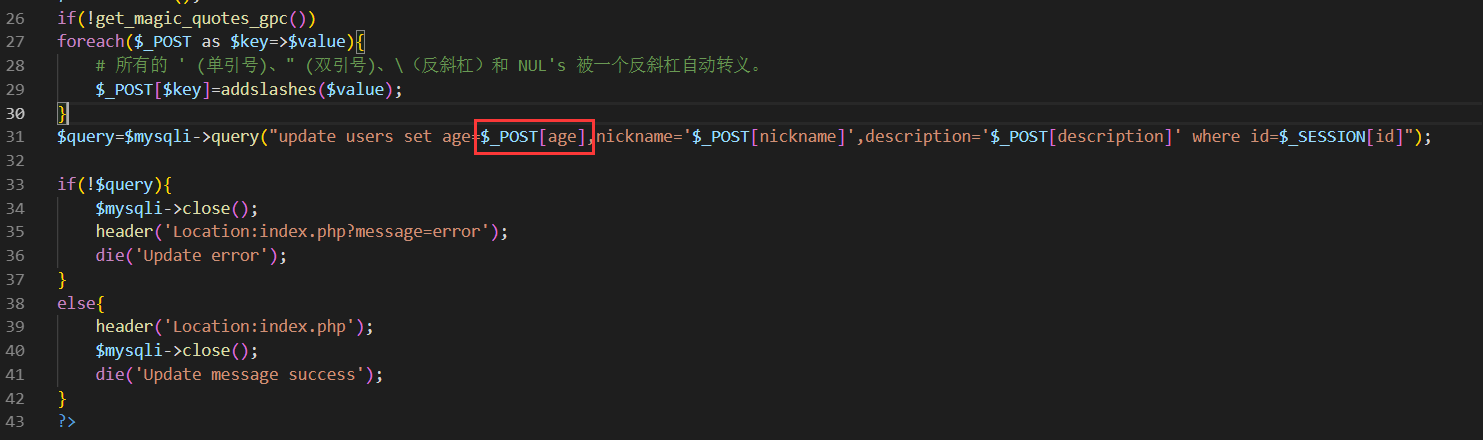 26 if(!get_magic_quotes_gpc())
27 foreach($_POST as $key=>$value){
28     # 所有的 ' (单引号)、" (双引号)、\（反斜杠）和 NUL's 被一个反斜杠自动转义。
29     $_POST[$key]=addslashes($value);
30 }
31 $query=$mysqli->query("update users set age=$_POST[age],nickname='$_POST[nickname]',description='$_POST[description]' where id=$_SESSION[id]");
32
33 if(!$query){
34     $mysqli->close();
35     header('Location:index.php?message=error');
36     die('Update error');
37 }
38 else{
39     header('Location:index.php');
40     $mysqli->close();
41     die('Update message success');
42 }
43 ?>